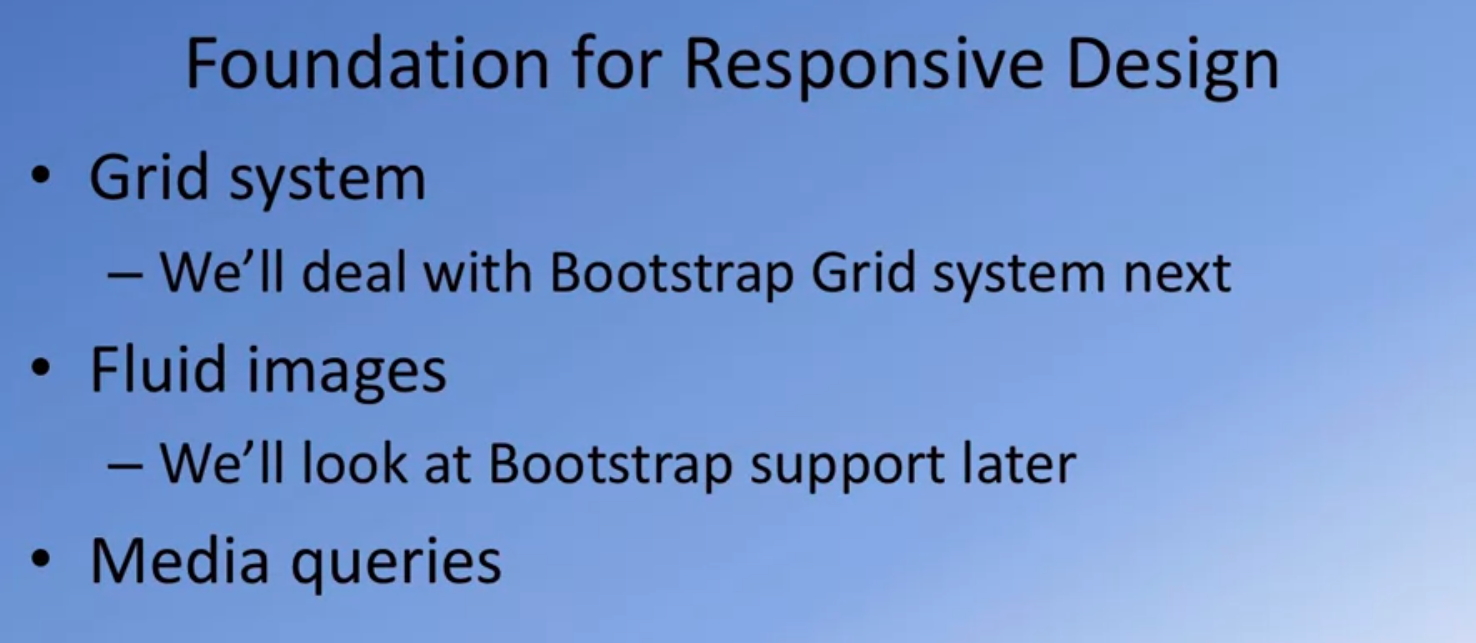 Foundation for Responsive Design
• Grid system
– We’ll deal with Bootstrap Grid system next
• Fluid images
– We’ll look at Bootstrap support later
• Media queries